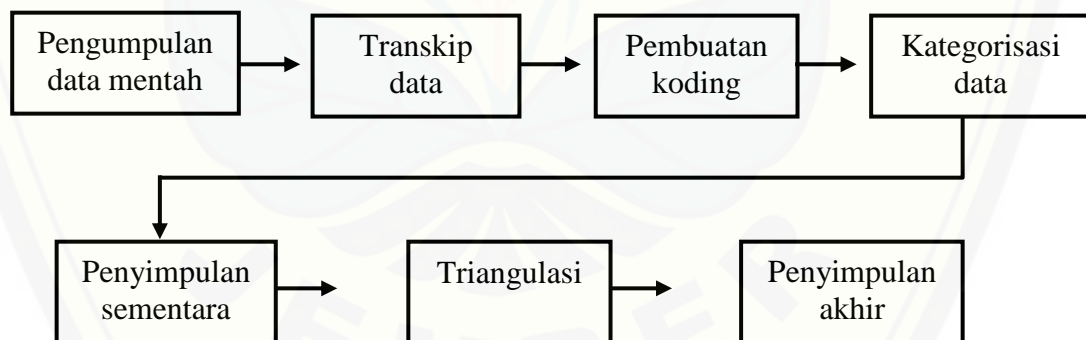 Pengumpulan
data mentah
Transkip
data
Pembuatan
koding
Kategorisasi
data
Penyimpulan
sementara
Triangulasi
Penyimpulan
akhir